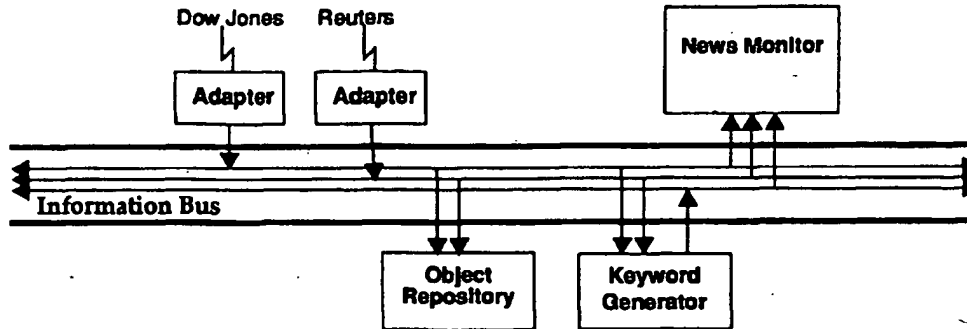 Dow Jones
Reuters
News Monitor
Adapter
Adapter
Information Bus
Object
Repository
Keyword
Generator